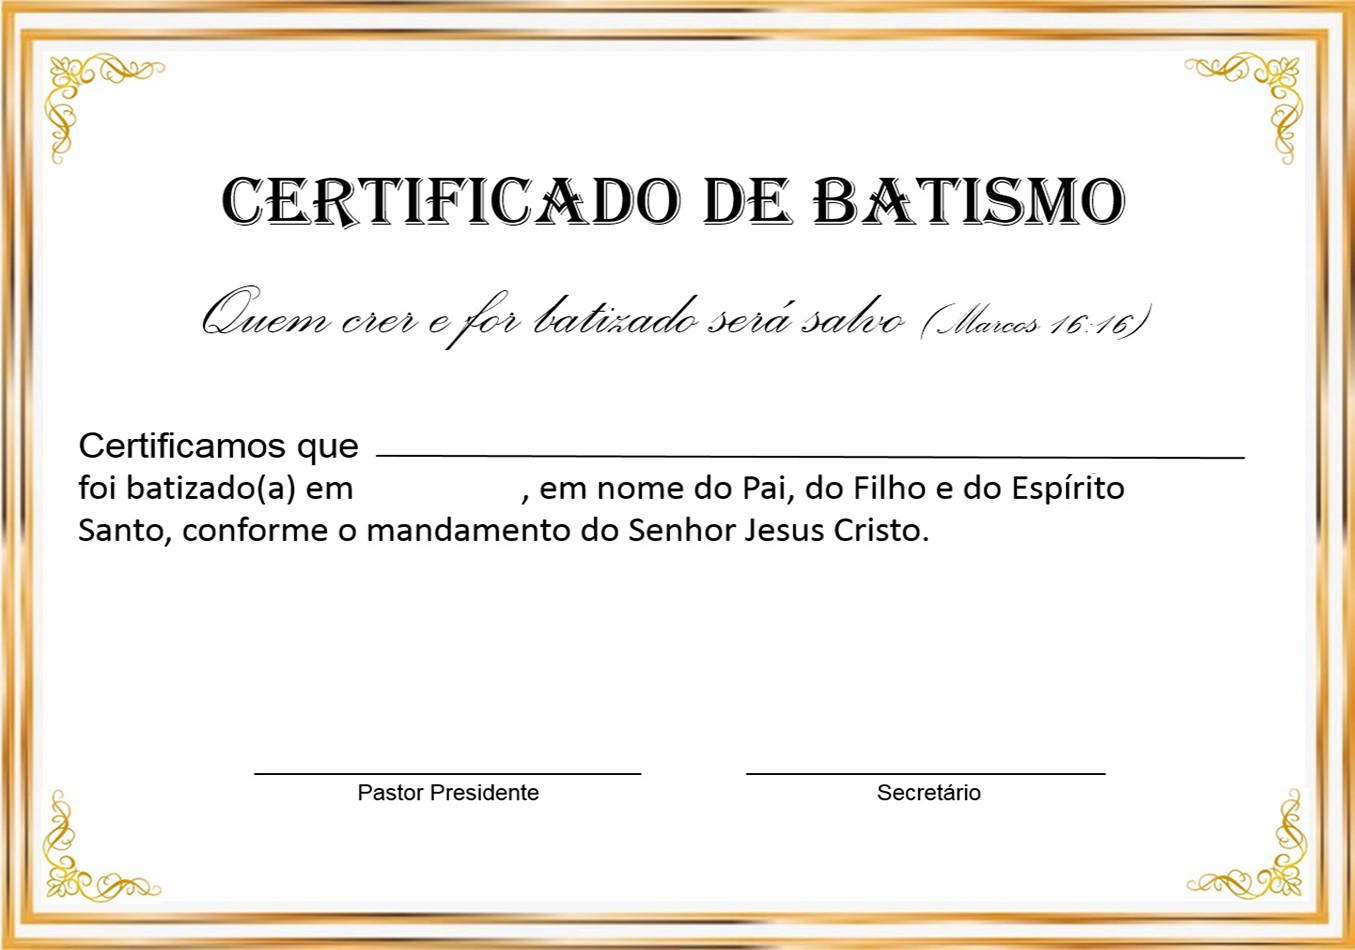 CERTIFICADO DE BATISMO
Quem crer e for batizado será salvo (Marcos 16:16)
Certificamos que
foi batizado(a) em , em nome do Pai, do Filho e do Espírito
Santo, conforme o mandamento do Senhor Jesus Cristo.
Pastor Presidente
Secretário